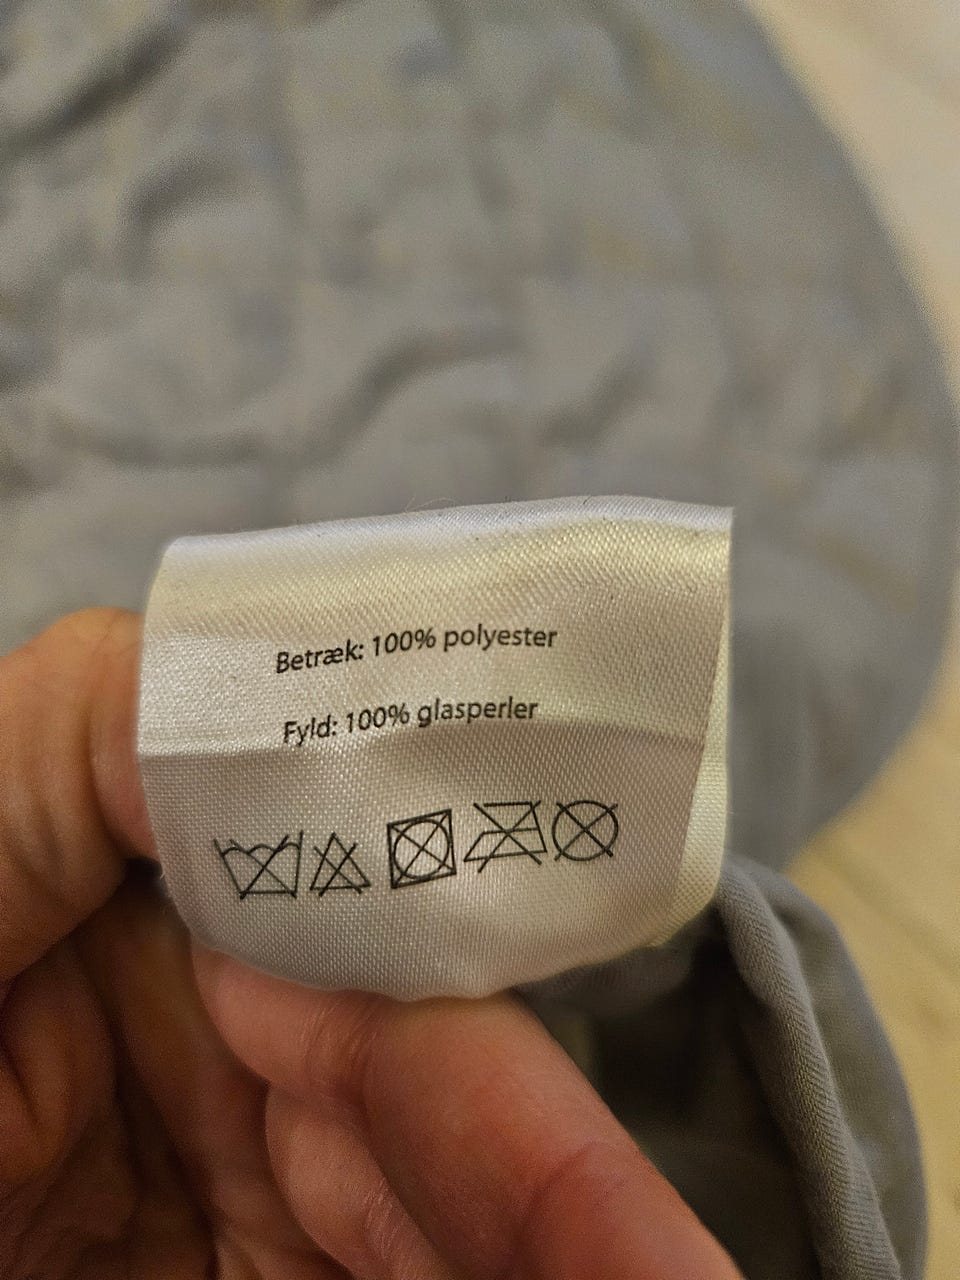 Betræk: 100% polyester
Fyld: 100% glasperler